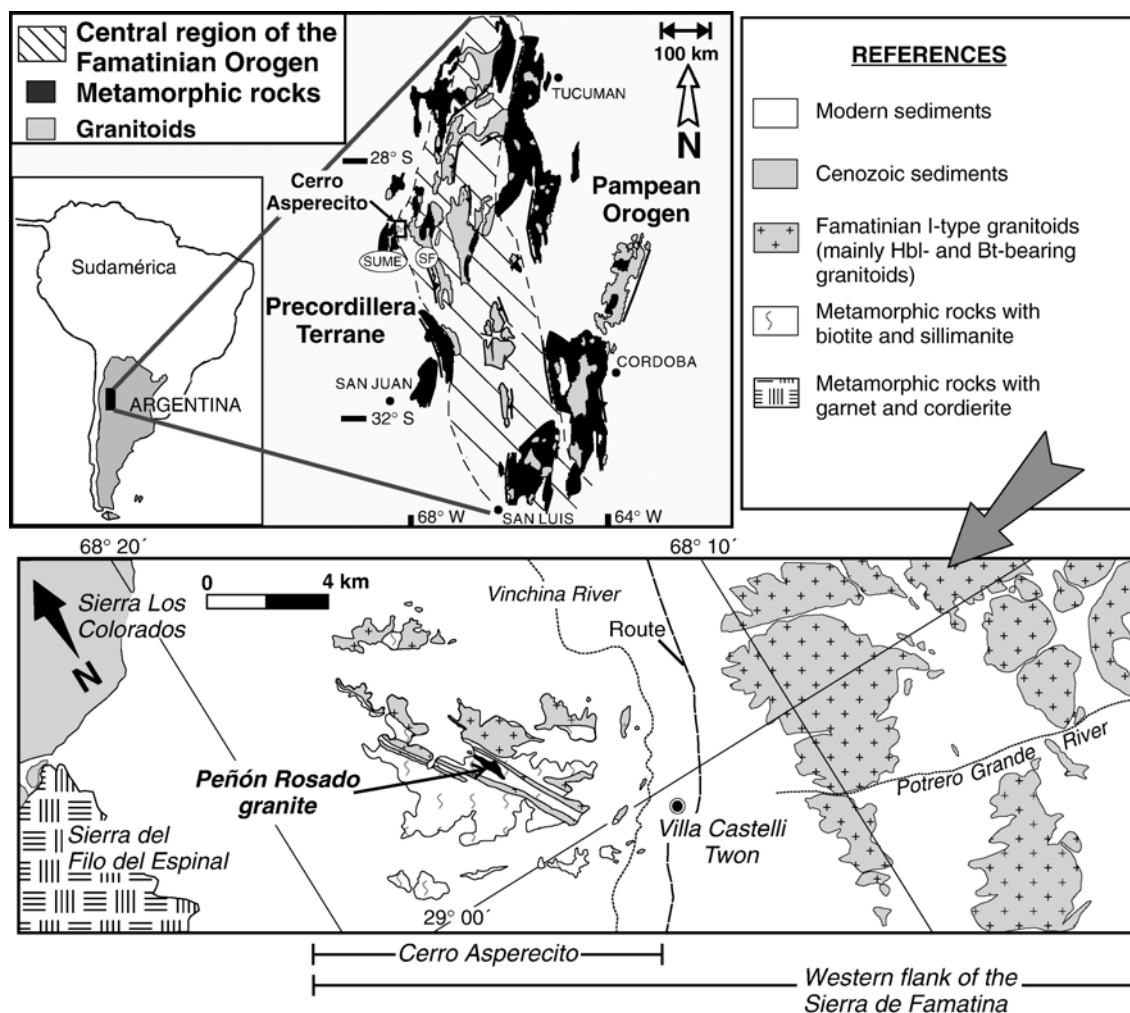 Central region of the
Famatinian Orogen
Metamorphic rocks
Granitoids
100 km
N
TUCUMAN
28° S
Cerro
Asperecito
Pampean
Orogen
SUME
SF
Precordillera
Terrane
CORDOBA
SAN JUAN
32° S
68° W
SAN LUIS
64° W
Sudamérica
ARGENTINA
REFERENCES
Modern sediments
Cenozoic sediments
Famatinian I-type granitoids
(mainly Hbl- and Bt-bearing
granitoids)
Metamorphic rocks with
biotite and sillimanite
Metamorphic rocks with
garnet and cordierite
68° 20´
68° 10´
0
4 km
Sierra Los
Colorados
N
Vinchina River
Route
Peñón Rosado
granite
Potrero Grande River
Villa Castelli
Twon
Sierra del
Filo del Espinal
29° 00´
Cerro Asperecito
Western flank of the
Sierra de Famatina